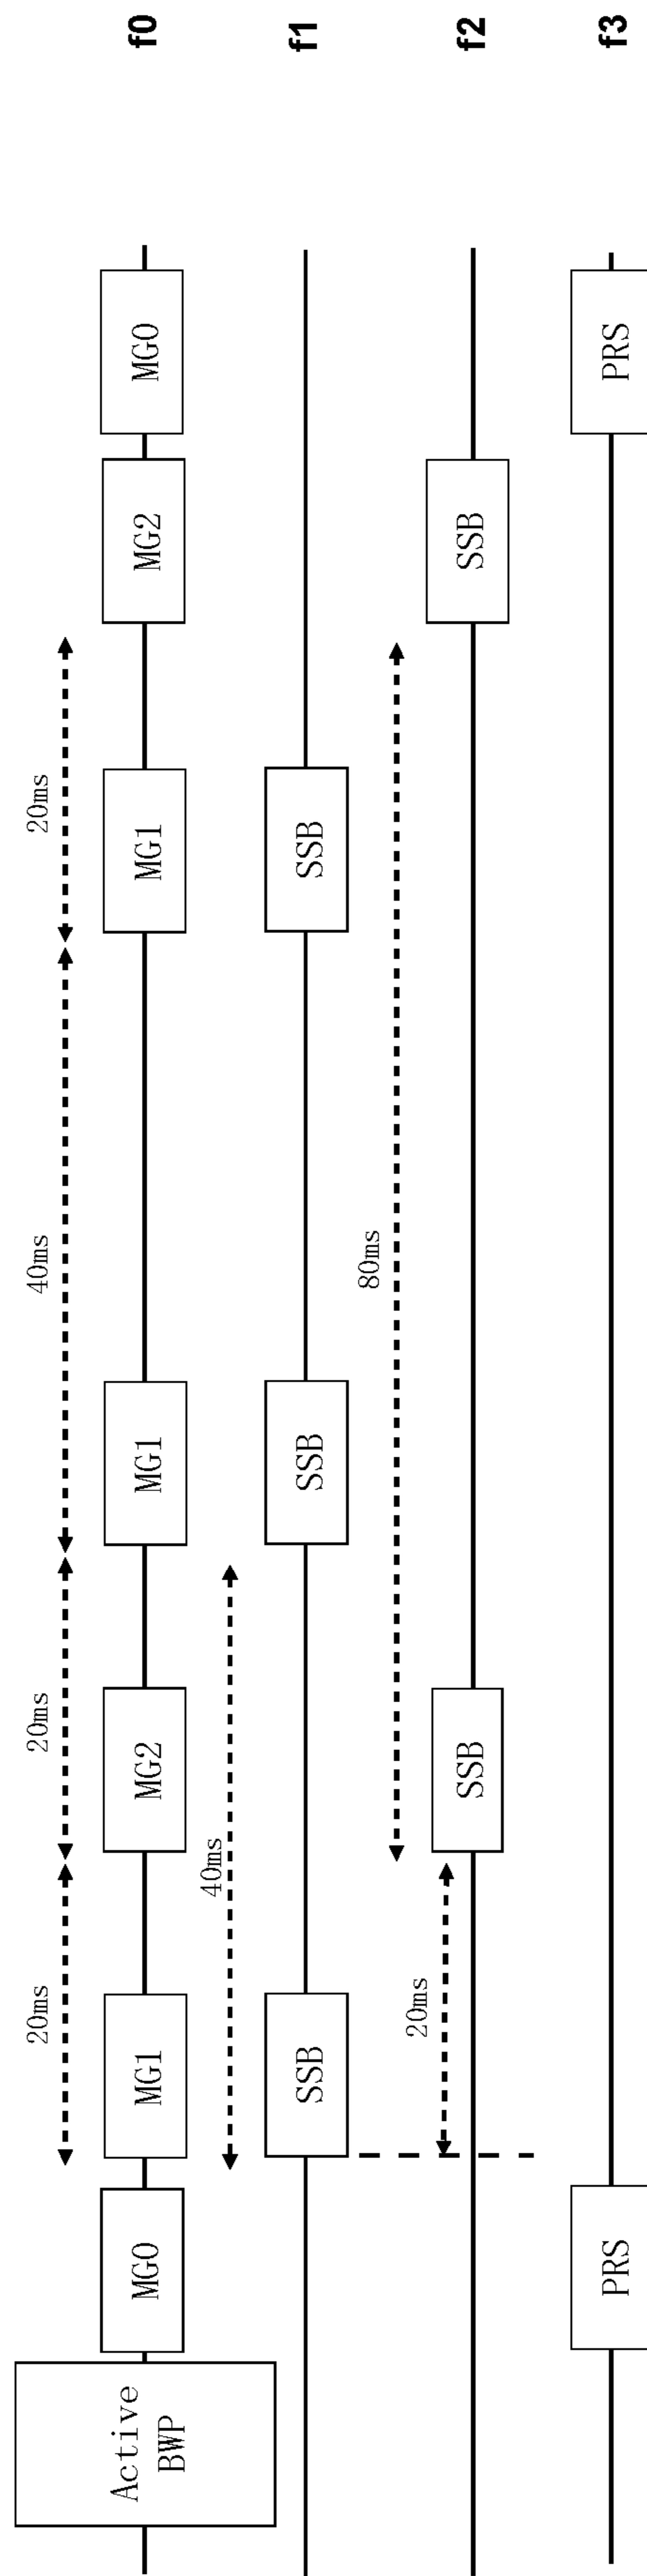 20ms
20ms
40ms
20ms
Active
BWP
MG0
MG1
MG2
MG1
MG1
MG2
MG0
f0
40ms
SSB
SSB
SSB
f1
80ms
20ms
SSB
SSB
f2
PRS
PRS
f3